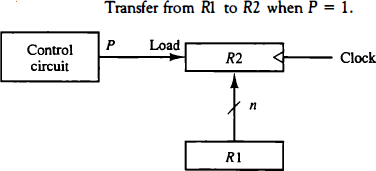 Transfer from R1 to R2 when P = 1.
Control
circuit
P
Load
R2
Clock
n
R1